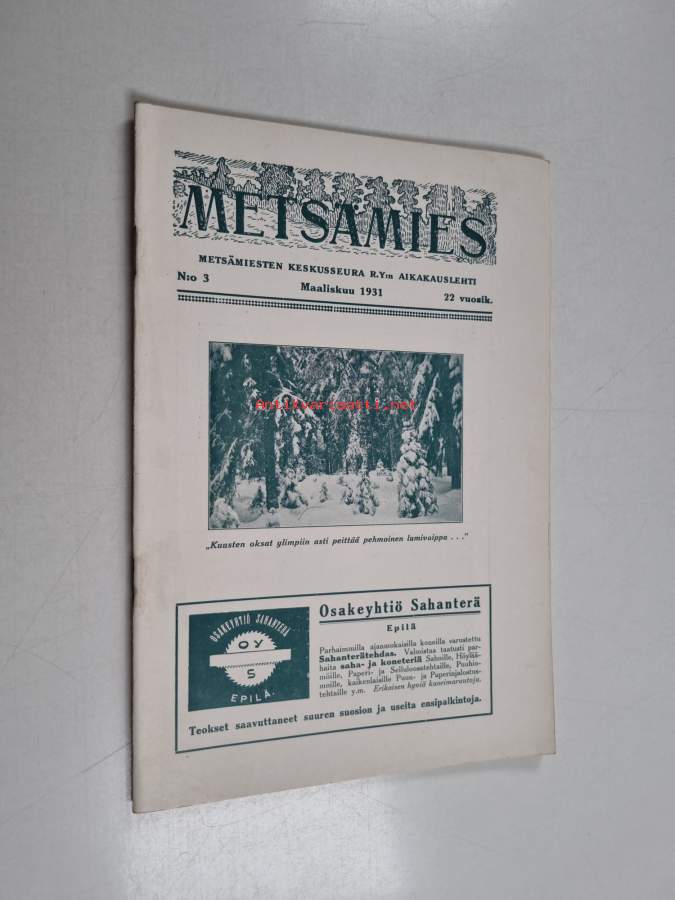 METSÄMIES
METSÄMIESTEN KESKUSSEURA R.Y:n AIKAKAUSLEHTI
N:o 3 Maaliskuu 1931 22 vuosik.
Antikvariaatti.net
„Kuusten oksat ylimpiin asti peittää pehmoinen lumivaippa . . ."
OSAKEYHTIÖ SAHANTERÄ
OY
S
EPILÄ.
Osakeyhtiö Sahanterä
Epilä
Parhaimmilla ajanmukaisilla koneilla varustettu
Sahanterätehdas. Valmistaa taatusti par-
haita saha- ja koneteriä Sahoille, Höylää-
möille, Paperi- ja Selluloosatehtaille, Puuhio-
moille, kaikenlaisille Puun- ja Paperinjalostus-
tehtaille y.m. Erikoisen hyviä kuorimarautoja.
Teokset saavuttaneet suuren suosion ja useita ensipalkintoja.